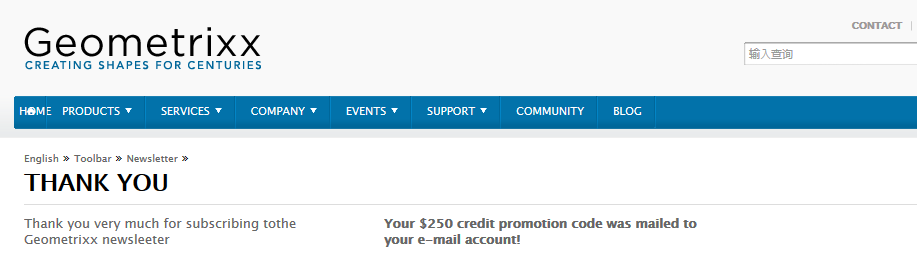 CONTACT |
Geometrixx
CREATING SHAPES FOR CENTURIES
输入查询
HOME PRODUCTS SERVICES COMPANY EVENTS SUPPORT COMMUNITY BLOG
English » Toolbar » Newsletter »
THANK YOU
Thank you very much for subscribing tothe
Geometrixx newsleeter
Your $250 credit promotion code was mailed to
your e-mail account!